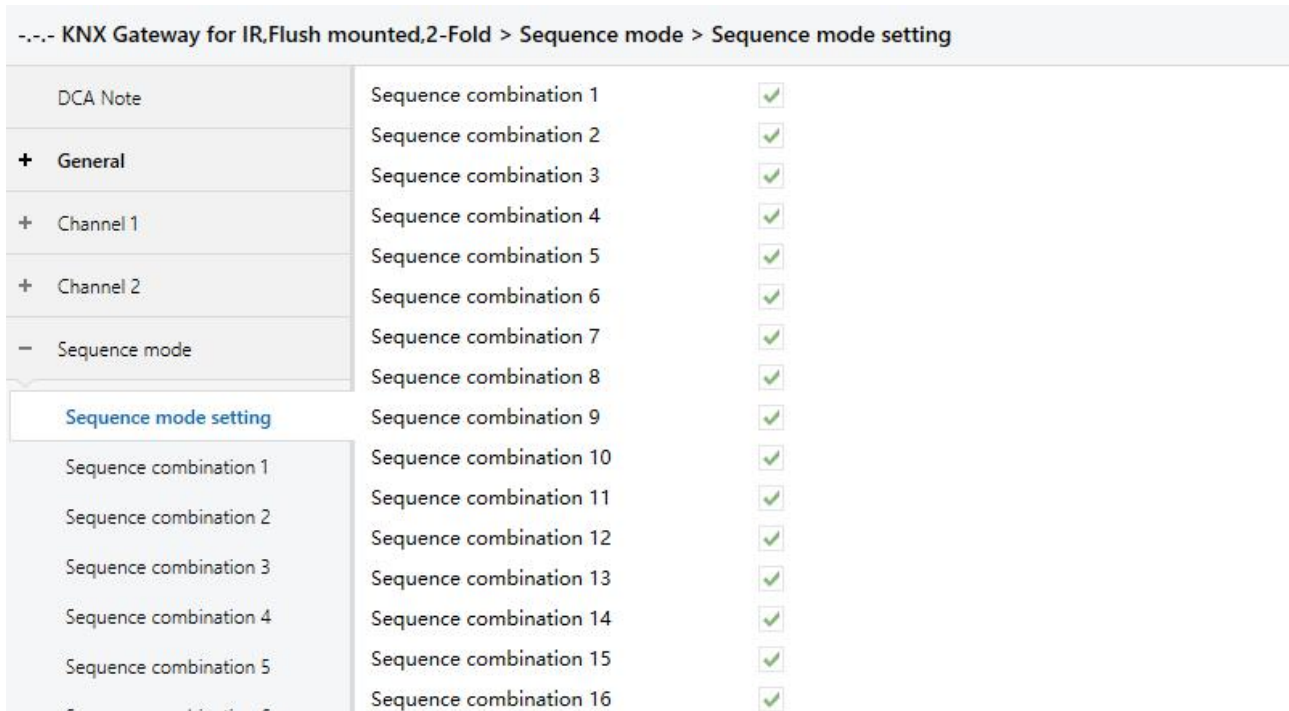 -.-.- KNX Gateway for IR,Flush mounted,2-Fold > Sequence mode > Sequence mode setting
DCA Note
+ General
+ Channel 1
+ Channel 2
− Sequence mode
Sequence mode setting
Sequence combination 1
Sequence combination 2
Sequence combination 3
Sequence combination 4
Sequence combination 5
Sequence combination 1
Sequence combination 2
Sequence combination 3
Sequence combination 4
Sequence combination 5
Sequence combination 6
Sequence combination 7
Sequence combination 8
Sequence combination 9
Sequence combination 10
Sequence combination 11
Sequence combination 12
Sequence combination 13
Sequence combination 14
Sequence combination 15
Sequence combination 16